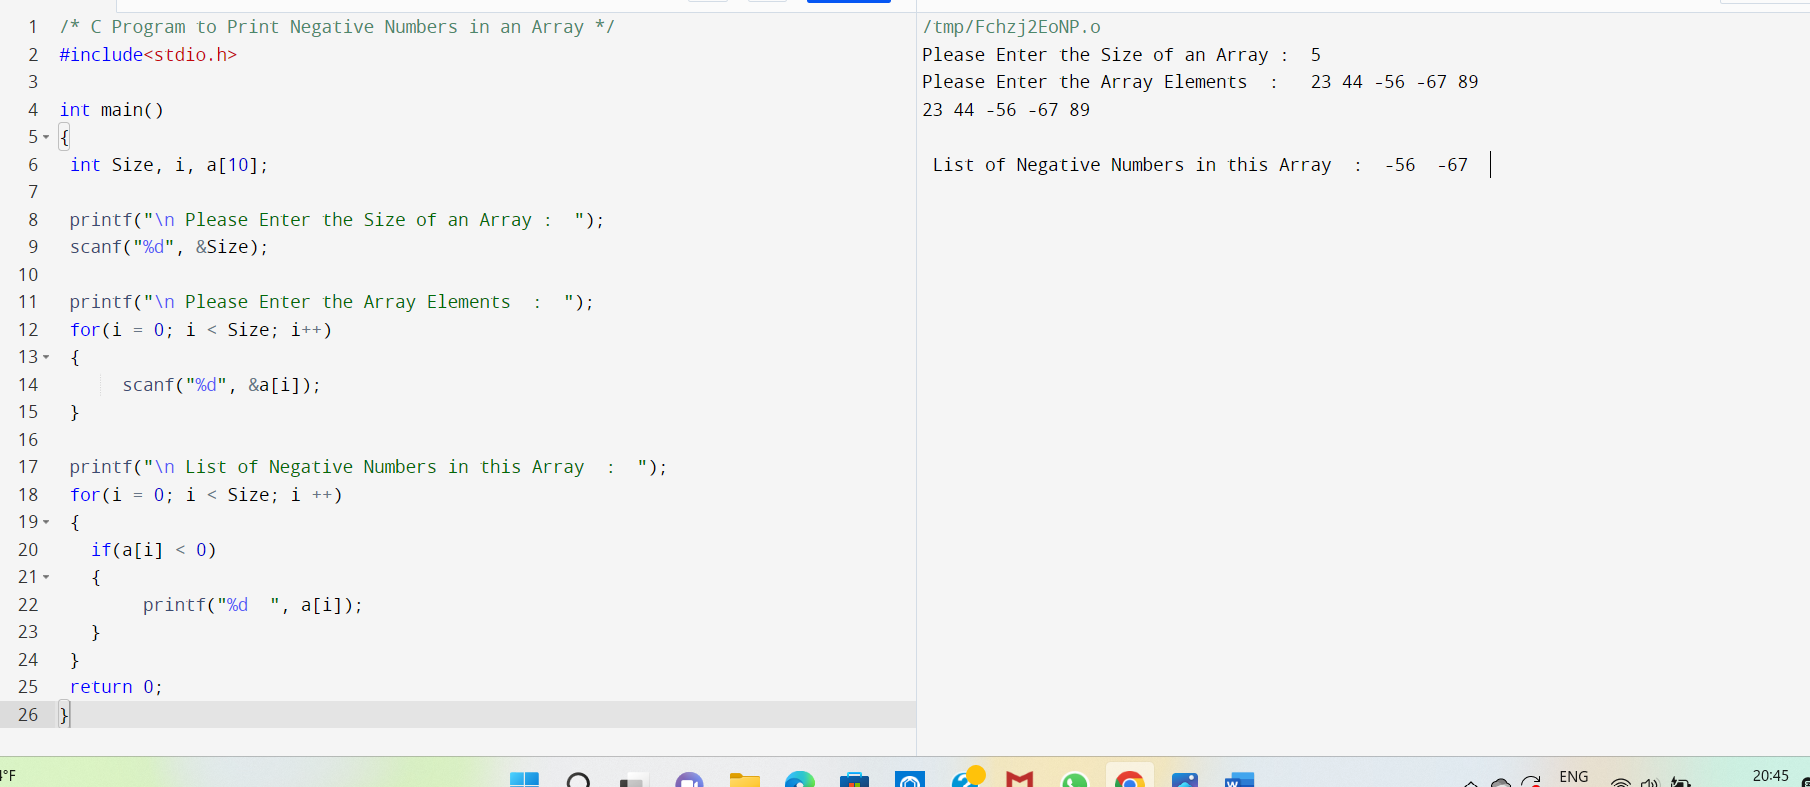 1 /* C Program to Print Negative Numbers in an Array */
2 #include<stdio.h>
3
4 int main()
5 {
6 int Size, i, a[10];
7
8 printf("\n Please Enter the Size of an Array :  ");
9 scanf("%d", &Size);
10
11 printf("\n Please Enter the Array Elements  :  ");
12 for(i = 0; i < Size; i++)
13 {
14 scanf("%d", &a[i]);
15 }
16
17 printf("\n List of Negative Numbers in this Array  :  ");
18 for(i = 0; i < Size; i ++)
19 {
20 if(a[i] < 0)
21 {
22 printf("%d  ", a[i]);
23 }
24 }
25 return 0;
26 }
/tmp/Fchzj2EoNP.o
Please Enter the Size of an Array :  5
Please Enter the Array Elements  :   23 44 -56 -67 89
23 44 -56 -67 89
List of Negative Numbers in this Array  :  -56  -67
°F
ENG
20:45